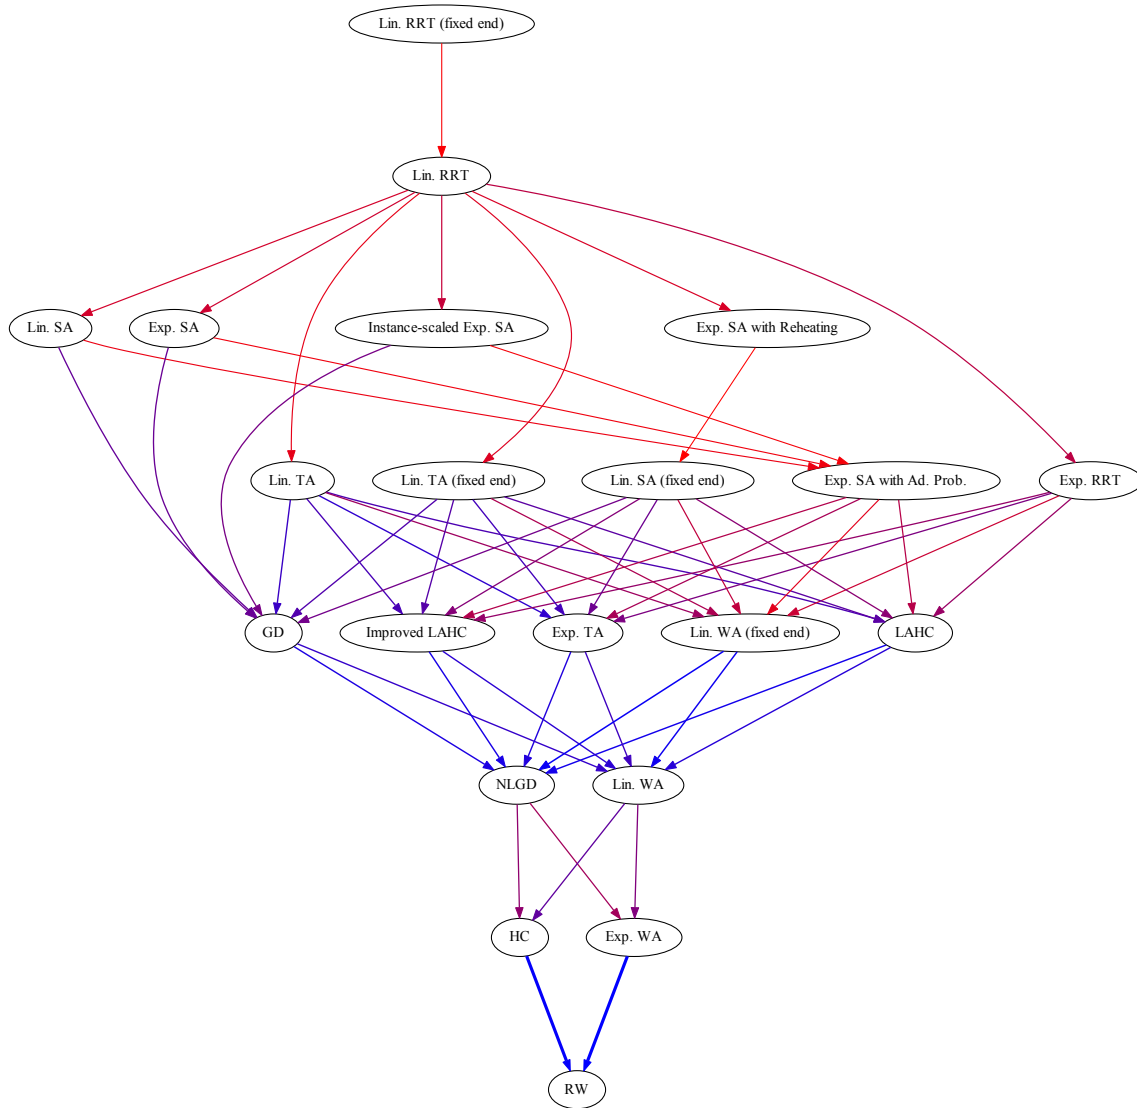 Lin. RRT (fixed end)
Lin. RRT
Lin. SA
Exp. SA
Instance-scaled Exp. SA
Exp. SA with Reheating
Lin. TA
Lin. TA (fixed end)
Lin. SA (fixed end)
Exp. SA with Ad. Prob.
Exp. RRT
GD
Improved LAHC
Exp. TA
Lin. WA (fixed end)
LAHC
NLGD
Lin. WA
HC
Exp. WA
RW